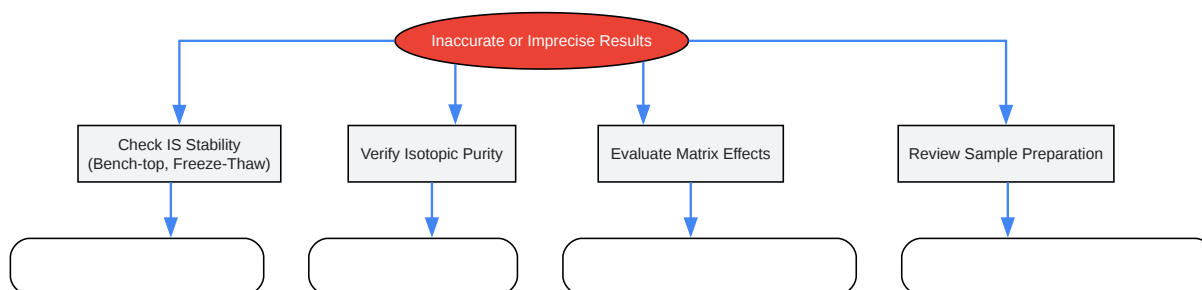 Inaccurate or Imprecise Results
Check IS Stability
(Bench-top, Freeze-Thaw)
Verify Isotopic Purity
Evaluate Matrix Effects
Review Sample Preparation